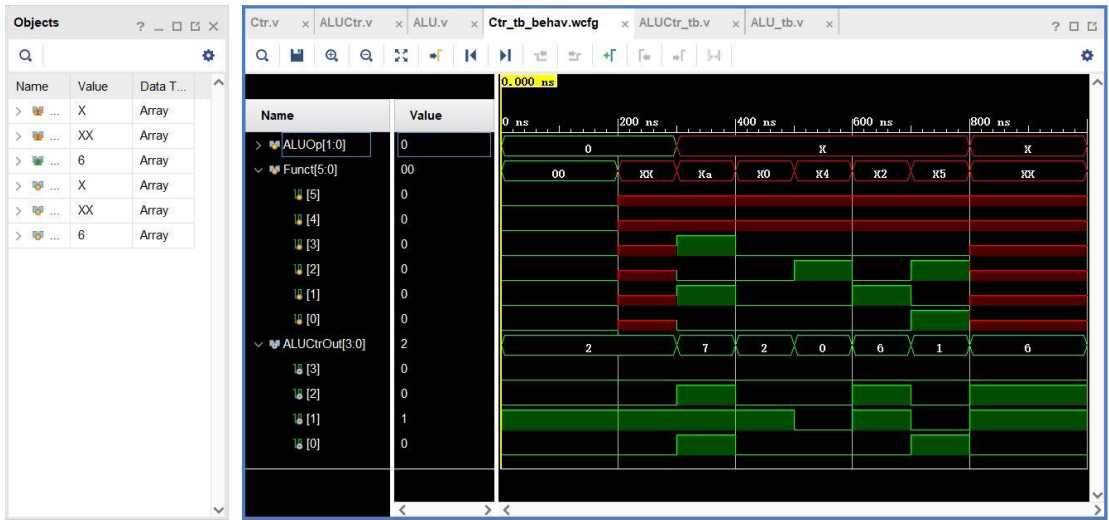 Objects
Name Value Data T...
... X Array
... XX Array
... 6 Array
... X Array
... XX Array
... 6 Array
Ctr.v × ALUCtr.v × ALU.v × Ctr_tb_behav.wcfg × ALUCtr_tb.v × ALU_tb.v ×
0.000 ns
Name Value
0 ns 200 ns 400 ns 600 ns 800 ns
ALUOp[1:0] 0 0 X X
Funct[5:0] 00 00 XX Xa X0 X4 X2 X5 XX
[5] 0
[4] 0
[3] 0
[2] 0
[1] 0
[0] 0
ALUCtrOut[3:0] 2 2 7 2 0 6 1 6
[3] 0
[2] 0
[1] 1
[0] 0